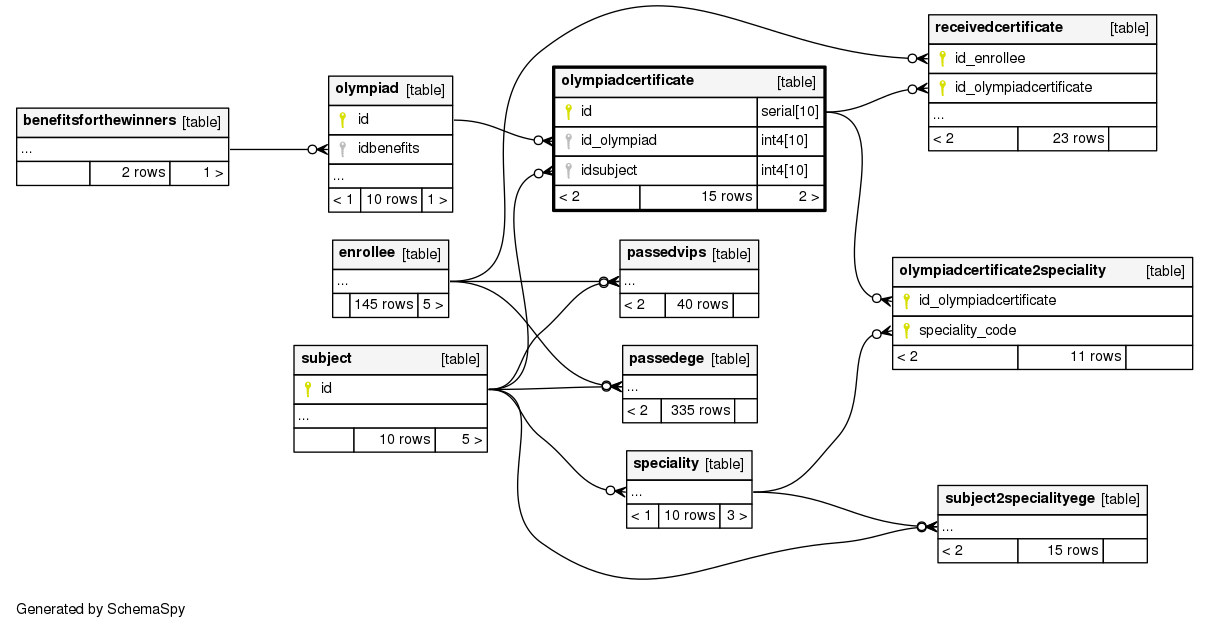 benefitsforthewinners [table]
...
2 rows 1 >
olympiad [table]
id
idbenefits
...
< 1 10 rows 1 >
olympiadcertificate [table]
id serial[10]
id_olympiad int4[10]
idsubject int4[10]
< 2 15 rows 2 >
receivedcertificate [table]
id_enrollee
id_olympiadcertificate
...
< 2 23 rows
enrollee [table]
...
145 rows 5 >
passedvips [table]
...
< 2 40 rows
olympiadcertificate2speciality [table]
id_olympiadcertificate
speciality_code
< 2 11 rows
subject [table]
id
...
10 rows 5 >
passedege [table]
...
< 2 335 rows
speciality [table]
...
< 1 10 rows 3 >
subject2specialityege [table]
...
< 2 15 rows
Generated by SchemaSpy